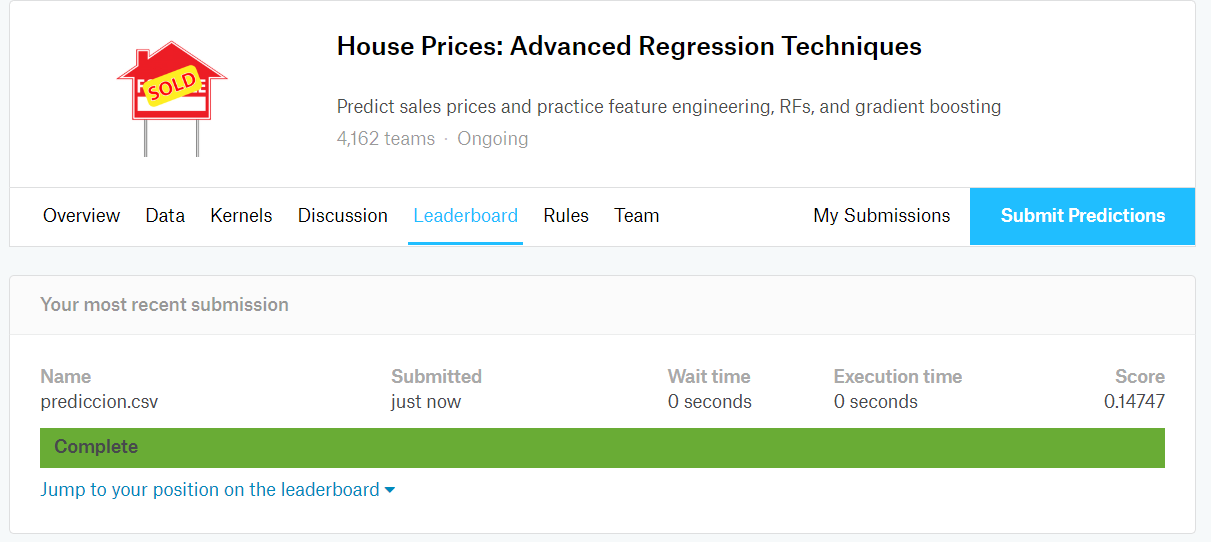 SOLD
House Prices: Advanced Regression Techniques
Predict sales prices and practice feature engineering, RFs, and gradient boosting
4,162 teams · Ongoing
Overview Data Kernels Discussion Leaderboard Rules Team My Submissions Submit Predictions
Your most recent submission
Name Submitted Wait time Execution time Score
prediccion.csv just now 0 seconds 0 seconds 0.14747
Complete
Jump to your position on the leaderboard